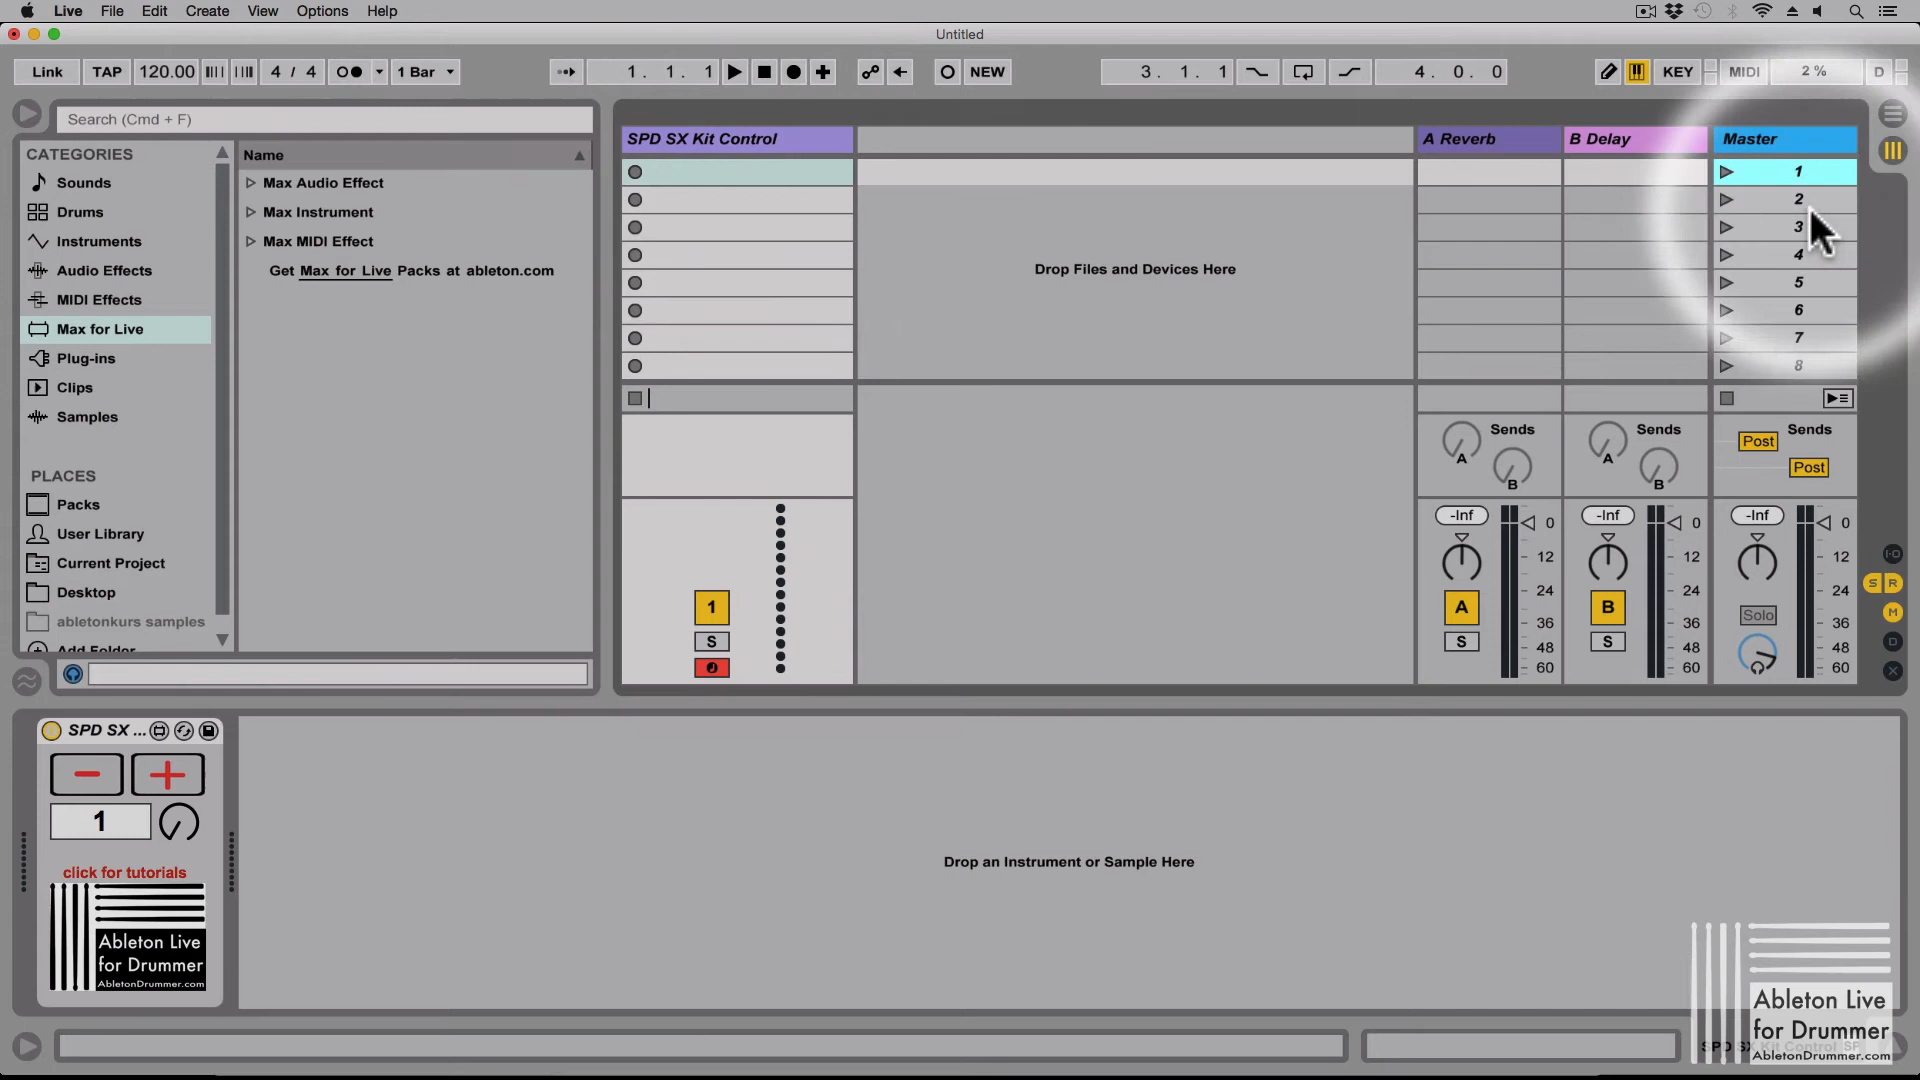 Live File Edit Create View Options Help
Untitled
Link TAP 120.00 4 / 4 1 Bar 1. 1. 1 NEW 3. 1. 1 4. 0. 0 KEY MIDI 2 % D
Search (Cmd + F)
CATEGORIES
Sounds
Drums
Instruments
Audio Effects
MIDI Effects
Max for Live
Plug-ins
Clips
Samples
PLACES
Packs
User Library
Current Project
Desktop
abletonkurs samples
Add Folder
Name
Max Audio Effect
Max Instrument
Max MIDI Effect
Get Max for Live Packs at ableton.com
SPD SX Kit Control
A Reverb
B Delay
Master
1
2
3
4
5
6
7
8
Drop Files and Devices Here
Sends
A
B
Sends
A
B
Sends
Post
Post
1
S
-Inf
0
12
24
36
48
60
A
S
-Inf
0
12
24
36
48
60
B
S
-Inf
0
12
24
36
48
60
Solo
I-O
S R
M
D
X
SPD SX ...
1
click for tutorials
Ableton Live
for Drummer
AbletonDrummer.com
Drop an Instrument or Sample Here
Ableton Live
for Drummer
AbletonDrummer.com